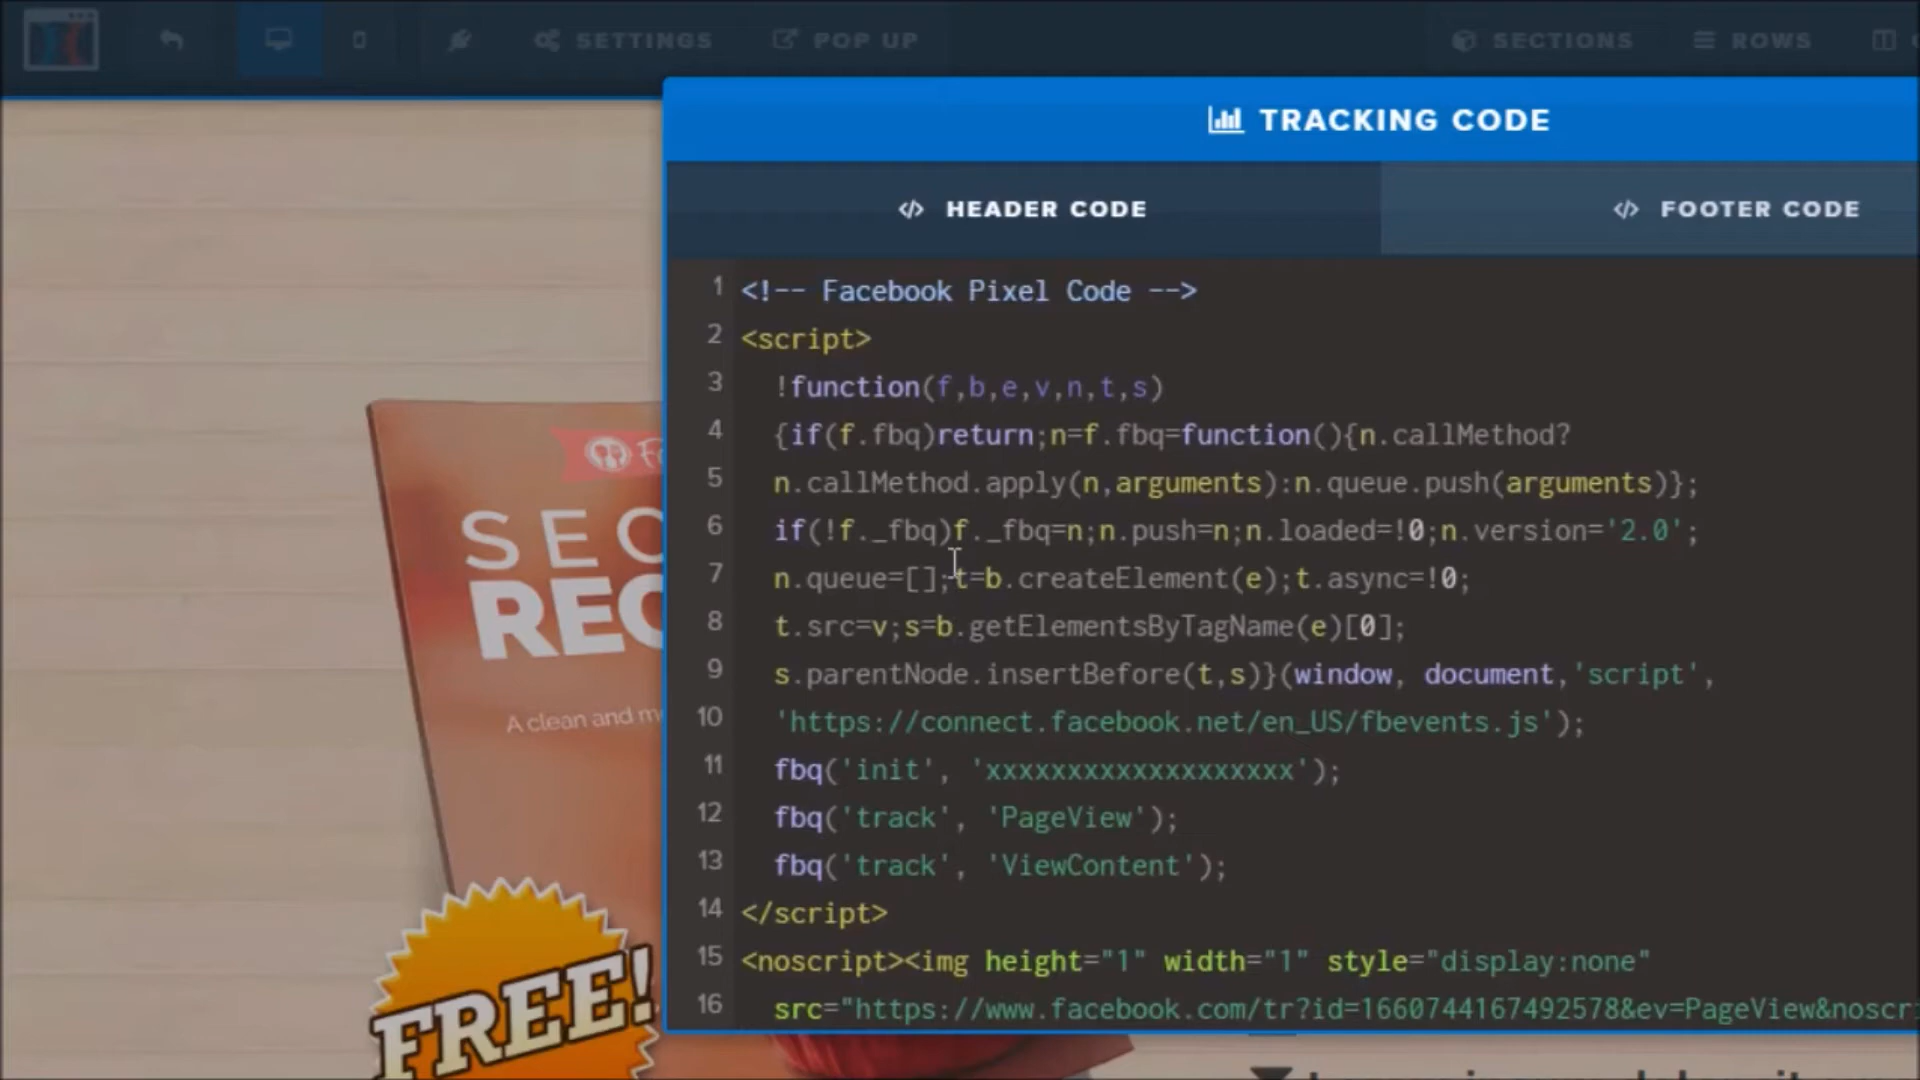 SETTINGS
POP UP
SECTIONS
ROWS
TRACKING CODE
HEADER CODE
FOOTER CODE
1 <!-- Facebook Pixel Code -->
2 <script>
3 !function(f,b,e,v,n,t,s)
4 {if(f.fbq)return;n=f.fbq=function(){n.callMethod?
5 n.callMethod.apply(n,arguments):n.queue.push(arguments)};
6 if(!f._fbq)f._fbq=n;n.push=n;n.loaded=!0;n.version='2.0';
7 n.queue=[];t=b.createElement(e);t.async=!0;
8 t.src=v;s=b.getElementsByTagName(e)[0];
9 s.parentNode.insertBefore(t,s)}(window, document,'script',
10 'https://connect.facebook.net/en_US/fbevents.js');
11 fbq('init', 'xxxxxxxxxxxxxxxxxxx');
12 fbq('track', 'PageView');
13 fbq('track', 'ViewContent');
14 </script>
15 <noscript><img height="1" width="1" style="display:none"
16 src="https://www.facebook.com/tr?id=1660744167492578&ev=PageView&noscri
SEC
REC
A clean and m
FREE!